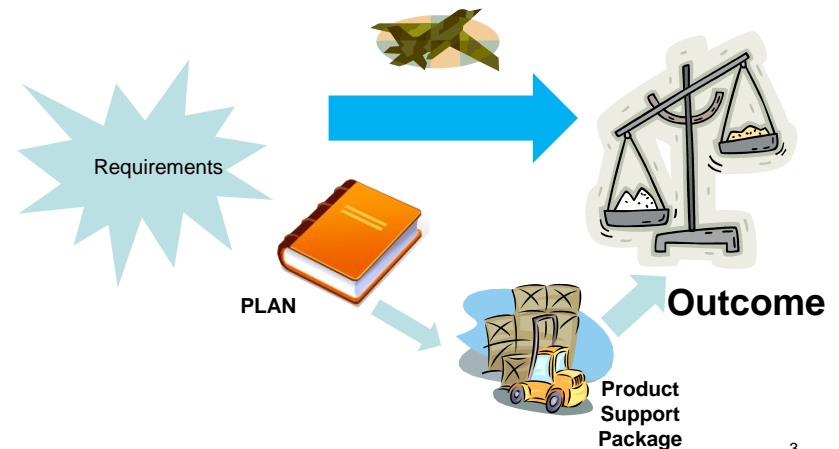 Requirements
PLAN
Outcome
Product
Support
Package
3